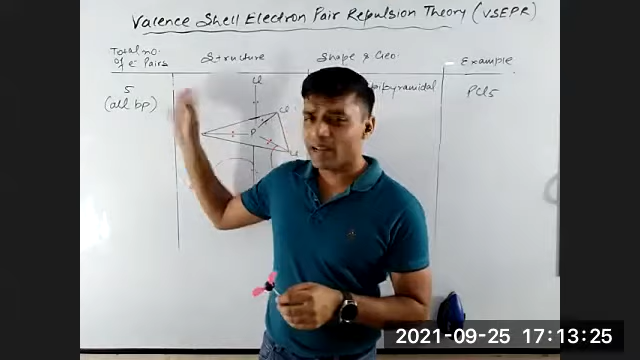 Valence Shell Electron Pair Repulsion Theory (VSEPR)
Total no. of e⁻ Pairs
Structure
Shape & Geo.
Example
5
(all bp)
Cl
Cl
P
Cl
PCl5
2021-09-25 17:13:25